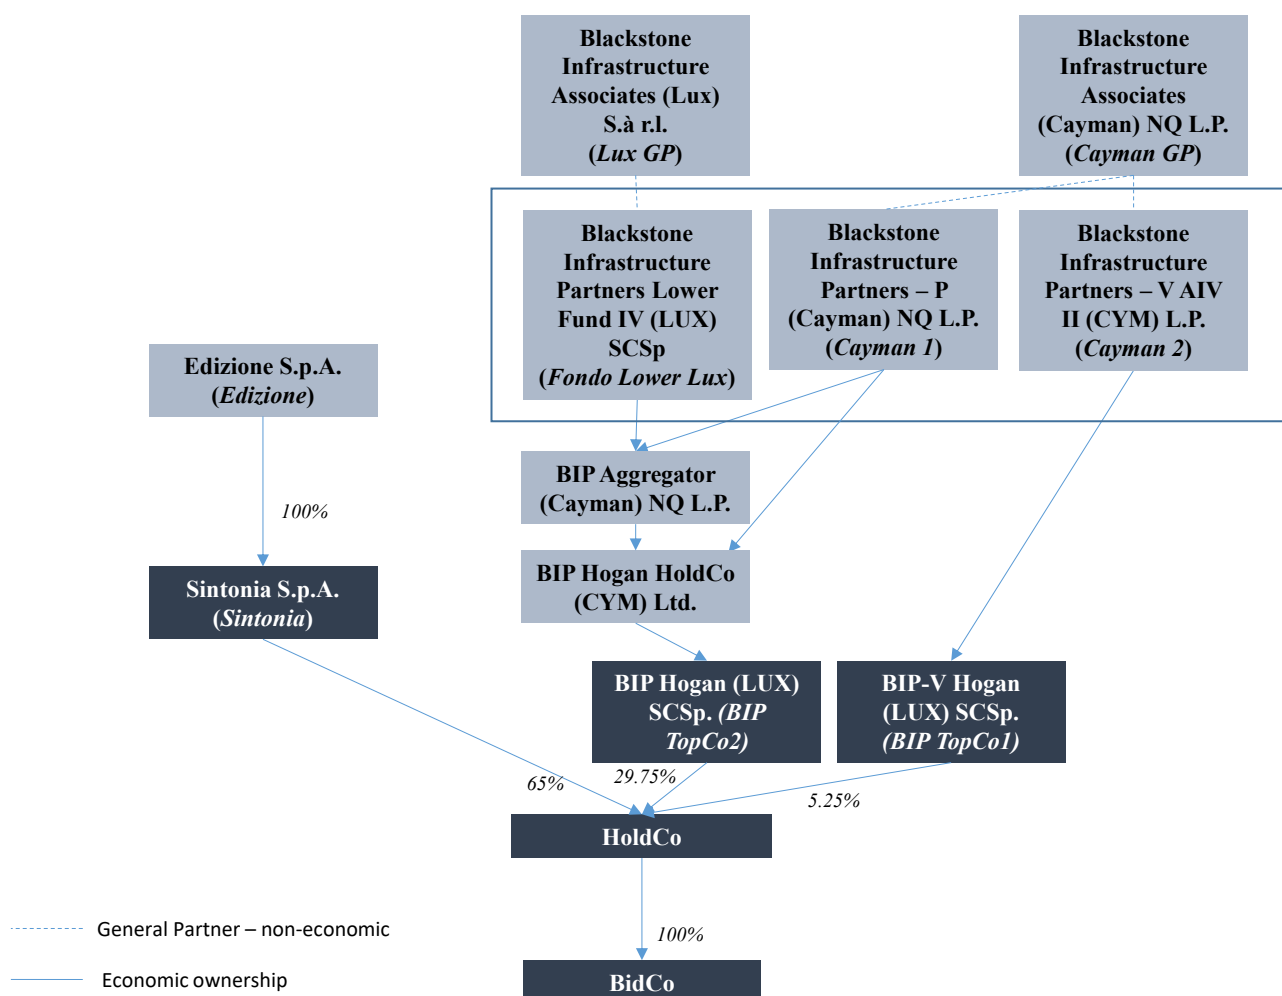 Blackstone
Infrastructure
Associates (Lux)
S.à r.l.
(Lux GP)
Blackstone
Infrastructure
Associates
(Cayman) NQ L.P.
(Cayman GP)
Blackstone
Infrastructure
Partners Lower
Fund IV (LUX)
SCSp
(Fondo Lower Lux)
Blackstone
Infrastructure
Partners – P
(Cayman) NQ L.P.
(Cayman 1)
Blackstone
Infrastructure
Partners – V AIV
II (CYM) L.P.
(Cayman 2)
Edizione S.p.A.
(Edizione)
BIP Aggregator
(Cayman) NQ L.P.
100%
BIP Hogan HoldCo
(CYM) Ltd.
Sintonia S.p.A.
(Sintonia)
BIP Hogan (LUX)
SCSp. (BIP
TopCo2)
BIP-V Hogan
(LUX) SCSp.
(BIP TopCo1)
65%
29.75%
5.25%
HoldCo
General Partner – non-economic
100%
Economic ownership
BidCo